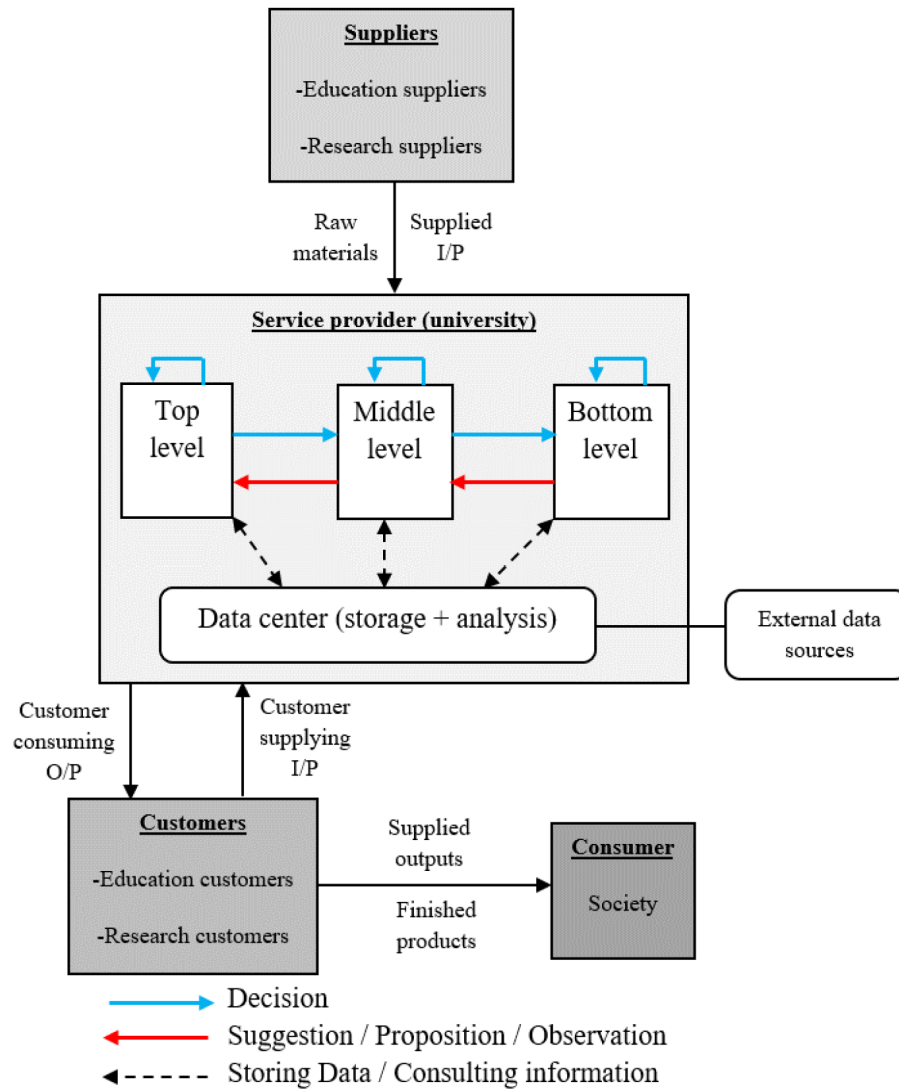 Suppliers
-Education suppliers
-Research suppliers
Raw
materials
Supplied
I/P
Service provider (university)
Top
level
Middle
level
Bottom
level
Data center (storage + analysis)
External data
sources
Customer
consuming
O/P
Customer
supplying
I/P
Customers
-Education customers
-Research customers
Supplied
outputs
Finished
products
Consumer
Society
Decision
Suggestion / Proposition / Observation
Storing Data / Consulting information